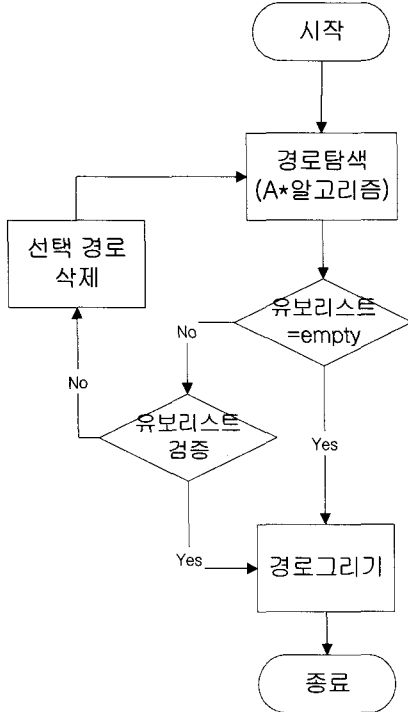 시작
경로탐색
(A*알고리즘)
선택 경로
삭제
유보리스트
=empty
No
No
유보리스트
검증
Yes
Yes
경로그리기
종료